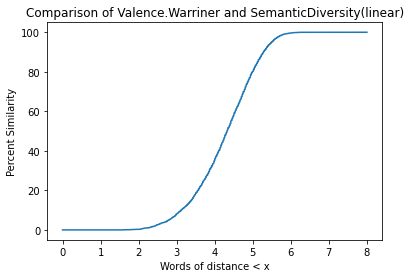 Comparison of Valence.Warriner and SemanticDiversity(linear)
Percent Similarity
100
80
60
40
20
0
0 1 2 3 4 5 6 7 8
Words of distance < x